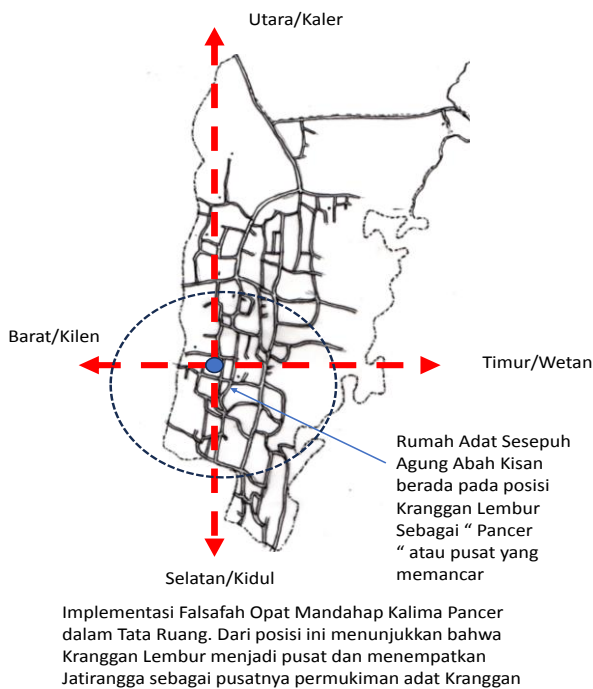 Utara/Kaler
Barat/Kilen
Timur/Wetan
Rumah Adat Sesepuh
Agung Abah Kisan
berada pada posisi
Kranggan Lembur
Sebagai “ Pancer
“ atau pusat yang
memancar
Selatan/Kidul
Implementasi Falsafah Opat Mandahap Kalima Pancer
dalam Tata Ruang. Dari posisi ini menunjukkan bahwa
Kranggan Lembur menjadi pusat dan menempatkan
Jatirangga sebagai pusatnya permukiman adat Kranggan